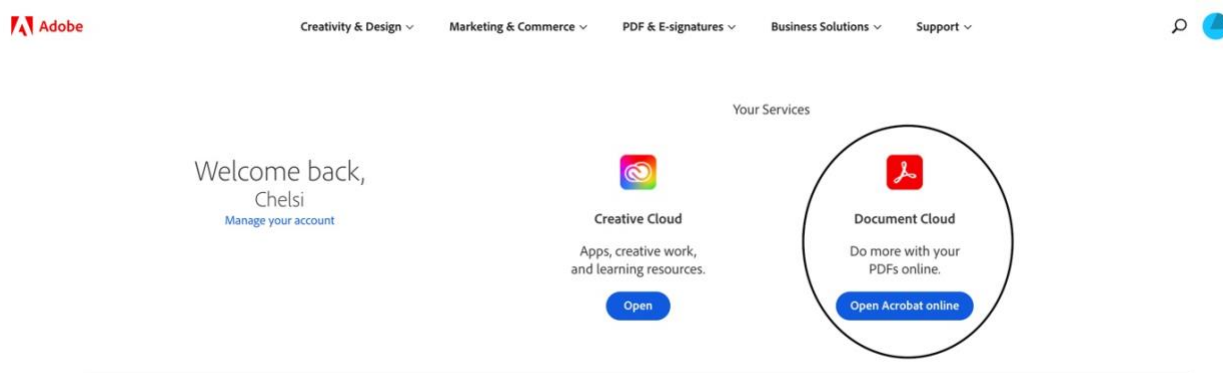 Adobe
Creativity & Design
Marketing & Commerce
PDF & E-signatures
Business Solutions
Support
Your Services
Welcome back,
Chelsi
Manage your account
Creative Cloud
Apps, creative work,
and learning resources.
Open
Document Cloud
Do more with your
PDFs online.
Open Acrobat online